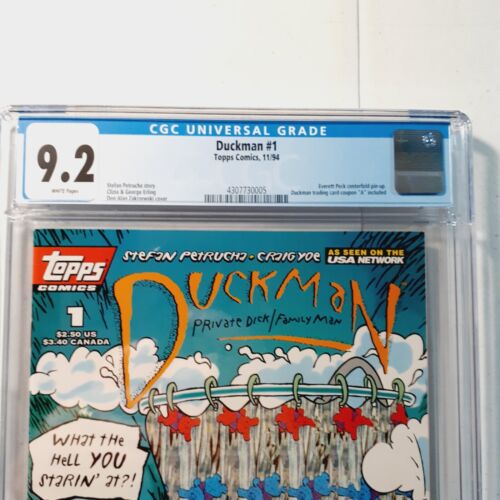 CGC UNIVERSAL GRADE
9.2
WHITE Pages
Duckman #1
Topps Comics, 11/94
Stefan Petrucha story
Clizia & George Erling
Don Alan Zakrzewski cover
4307730005
Everett Peck centerfold pin-up
Duckman trading card coupon "A" included
STEFAN PETRUCHA · CRAIG YOE
AS SEEN ON THE
USA NETWORK
topps
COMICS
DUCKMAN
PRIVATE DICK/FAMILY MAN
1
$2.50 US
$3.40 CANADA
WHAT THE
HELL YOU
STARIN' AT?!